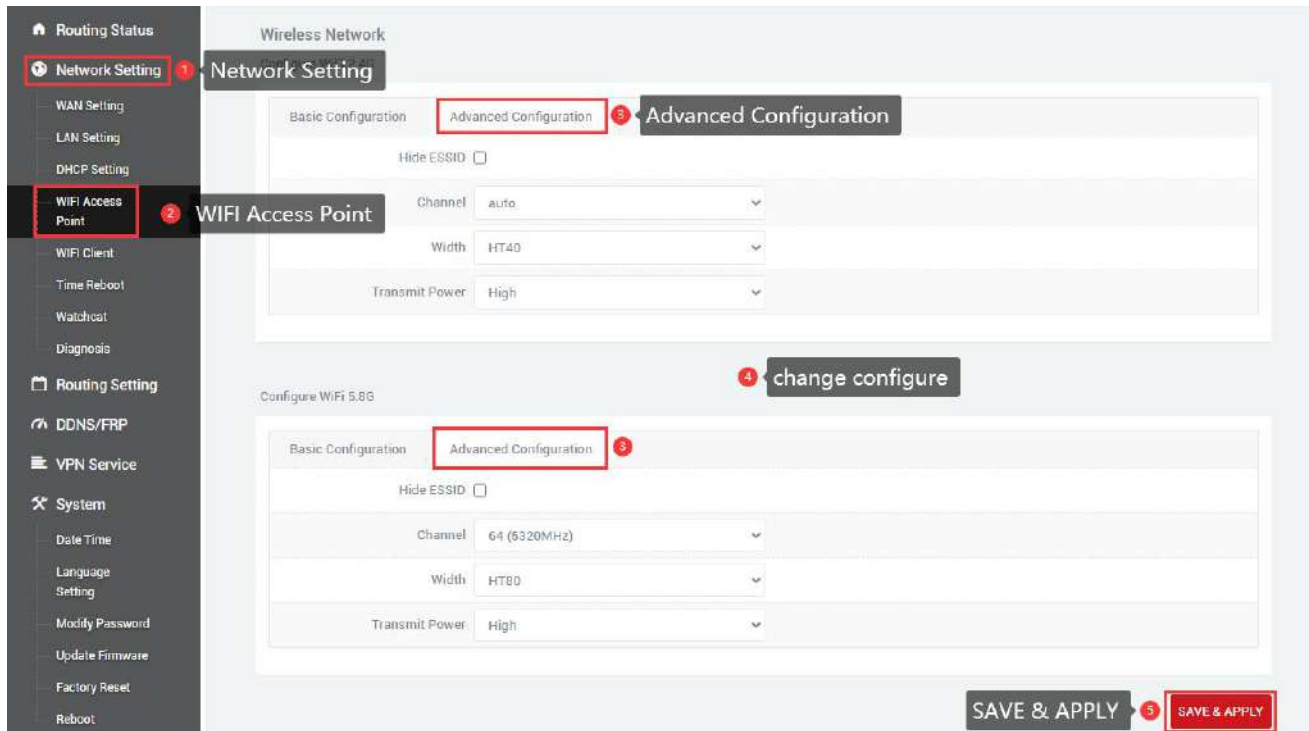 Routing Status
Network Setting
1
Network Setting
WAN Setting
LAN Setting
DHCP Setting
WIFI Access
Point
2
WIFI Access Point
WIFI Client
Time Reboot
Watchcat
Diagnosis
Routing Setting
DDNS/FRP
VPN Service
System
Date Time
Language
Setting
Modify Password
Update Firmware
Factory Reset
Reboot
Wireless Network
Basic Configuration
Advanced Configuration
3
Advanced Configuration
Hide ESSID
Channel auto
Width HT40
Transmit Power High
4
change configure
Configure WiFi 5.8G
Basic Configuration
Advanced Configuration
3
Hide ESSID
Channel 64 (5320MHz)
Width HT80
Transmit Power High
SAVE & APPLY
5
SAVE & APPLY